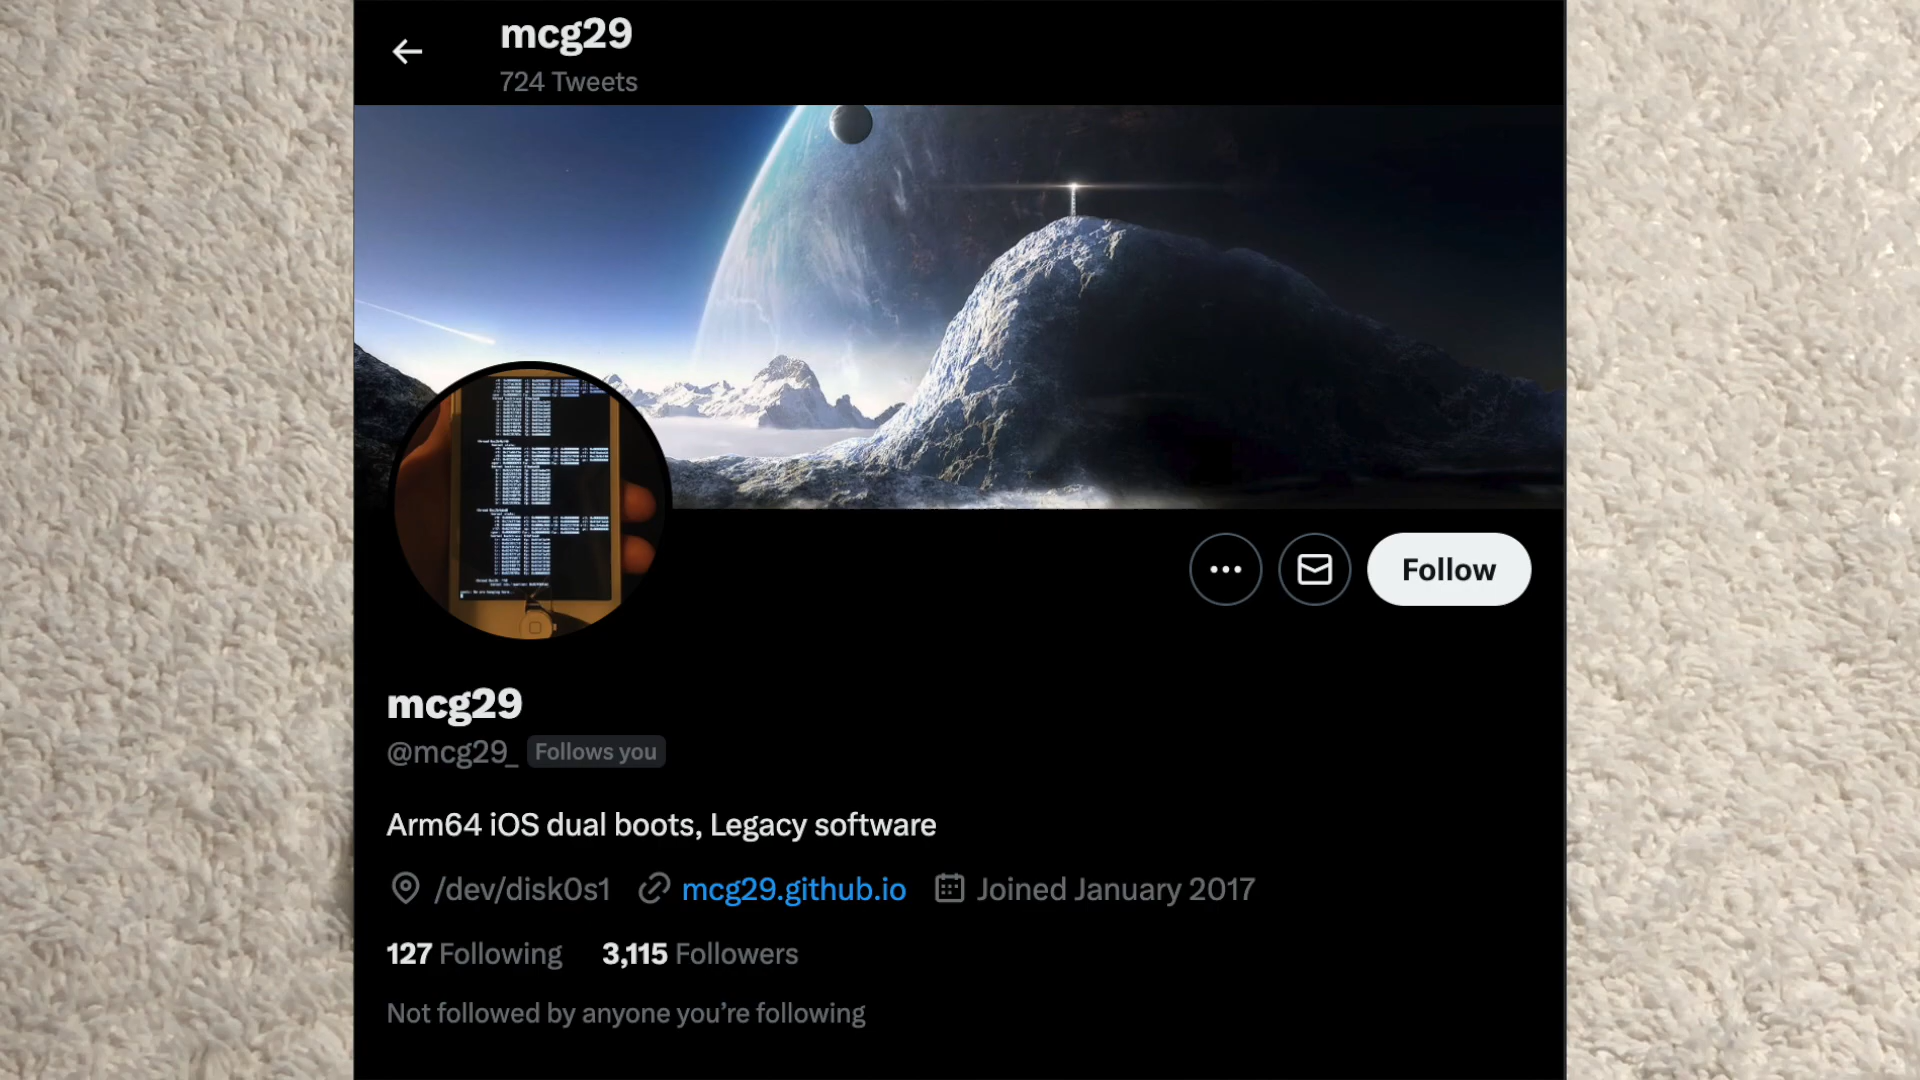 mcg29
724 Tweets
Follow
mcg29
@mcg29_ Follows you
Arm64 iOS dual boots, Legacy software
/dev/disk0s1 mcg29.github.io Joined January 2017
127 Following 3,115 Followers
Not followed by anyone you’re following